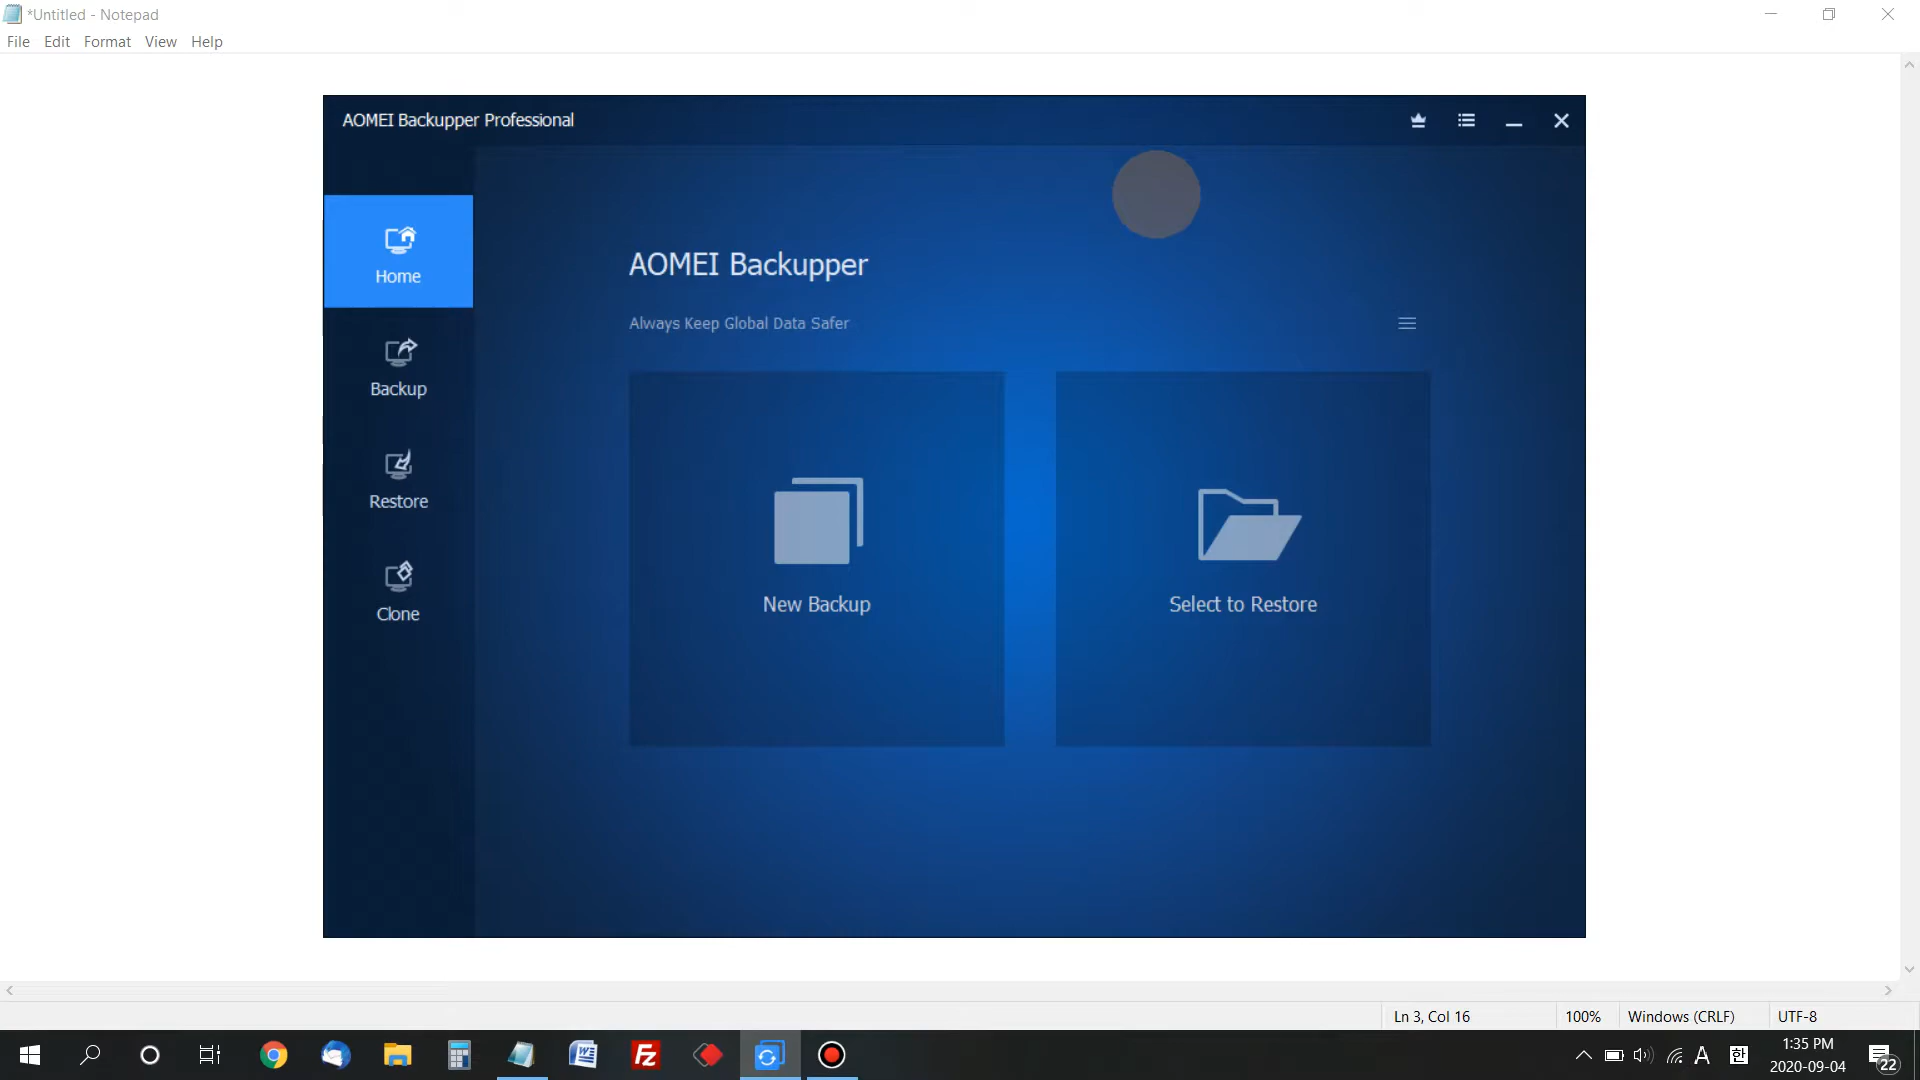 *Untitled - Notepad
File Edit Format View Help
AOMEI Backupper Professional
Home
Backup
Restore
Clone
AOMEI Backupper
Always Keep Global Data Safer
New Backup
Select to Restore
Ln 3, Col 16 100% Windows (CRLF) UTF-8
W
Fz
A 한
1:35 PM
2020-09-04
22